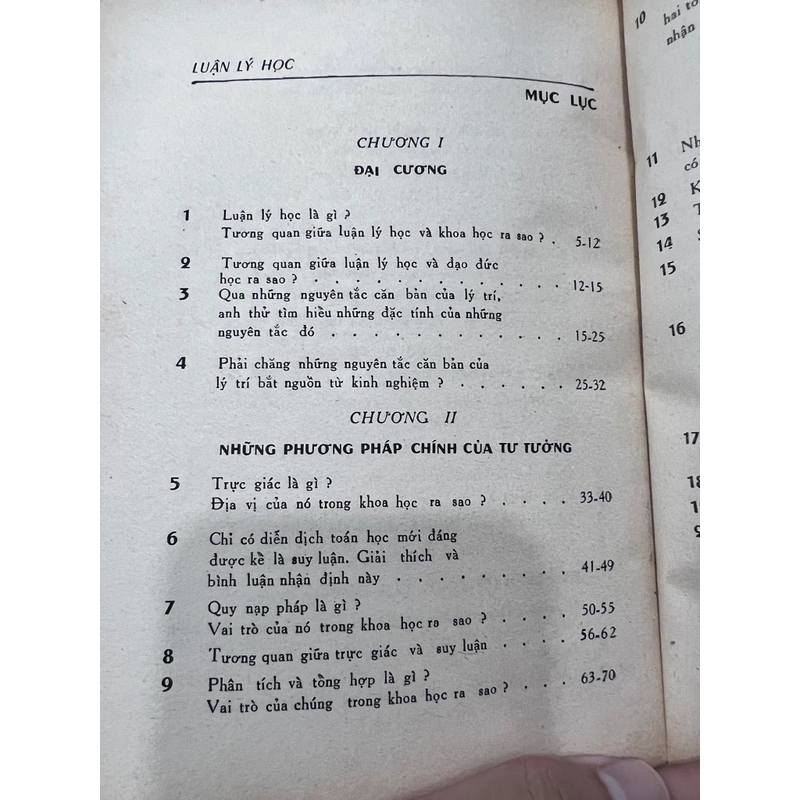 LUẬN LÝ HỌC
MỤC LỤC
CHƯƠNG I
ĐẠI CƯƠNG
1 Luận lý học là gì ?
Tương quan giữa luận lý học và khoa học ra sao ? . 5-12
2 Tương quan giữa luận lý học và đạo đức
học ra sao ? . . . . . . . . . . . . 12-15
3 Qua những nguyên tắc căn bản của lý trí,
anh thử tìm hiểu những đặc tính của những
nguyên tắc đó . . . . . . . . . . . 15-25
4 Phải chăng những nguyên tắc căn bản của
lý trí bắt nguồn từ kinh nghiệm ? . . . . . . 25-32
CHƯƠNG II
NHỮNG PHƯƠNG PHÁP CHÍNH CỦA TƯ TƯỞNG
5 Trực giác là gì ?
Địa vị của nó trong khoa học ra sao ? . . . . 33-40
6 Chỉ có diễn dịch toán học mới đáng
được kể là suy luận. Giải thích và
bình luận nhận định này . . . . . . . . 41-49
7 Quy nạp pháp là gì ? 50-55
Vai trò của nó trong khoa học ra sao ? . . . .
8 Tương quan giữa trực giác và suy luận . . . . 56-62
9 Phân tích và tổng hợp là gì ?
Vai trò của chúng trong khoa học ra sao ? . . . 63-70
10 hai
nhận
11
có
12 K
13 T
14 S
15
16
17
18